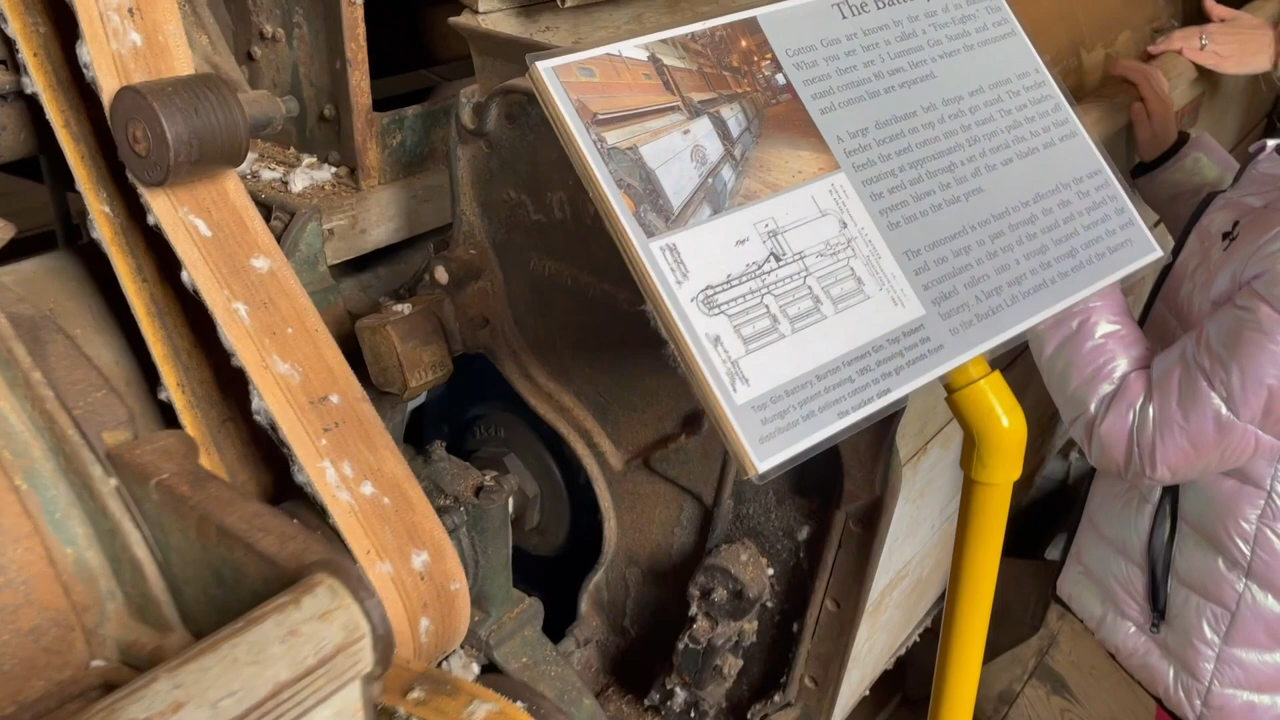 The Battery
Cotton Gins are known by the size of its
What you see here is called a "Five-Eighty." This
means there are 5 Lummus Gin Stands and each
stand contains 80 saws. Here is where the cottonseed
and cotton lint are separated.
A large distributor belt drops seed cotton into a
feeder located on top of each gin stand. The feeder
feeds the seed cotton into the stand. The saw blades,
rotating at approximately 250 rpm's pulls the lint off
the seed and through a set of metal ribs. An air blast
system blows the lint off the saw blades and sends
the lint to the bale press.
The cottonseed is too hard to be affected by the saws
and too large to pass through the ribs. The seed
accumulates in the top of the stand and is pulled by
spiked rollers into a trough located beneath the
battery. A large auger in the trough carries the seed
to the Bucket Lift located at the end of the Battery.
Top: Gin Battery, Burton Farmers Gin, Top: Robert
Munger's patent drawing, 1892, showing how the
distributor belt delivers cotton to the gin stands from
the bucket pipe